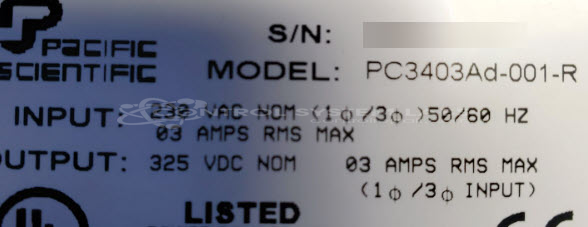 S/N:
PACIFIC
SCIENTIFIC
MODEL: PC3403Ad-001-R
INPUT: 230 VAC NOM (1ϕ/3ϕ)50/60 HZ
03 AMPS RMS MAX
OUTPUT: 325 VDC NOM 03 AMPS RMS MAX
(1ϕ/3ϕ INPUT)
LISTED